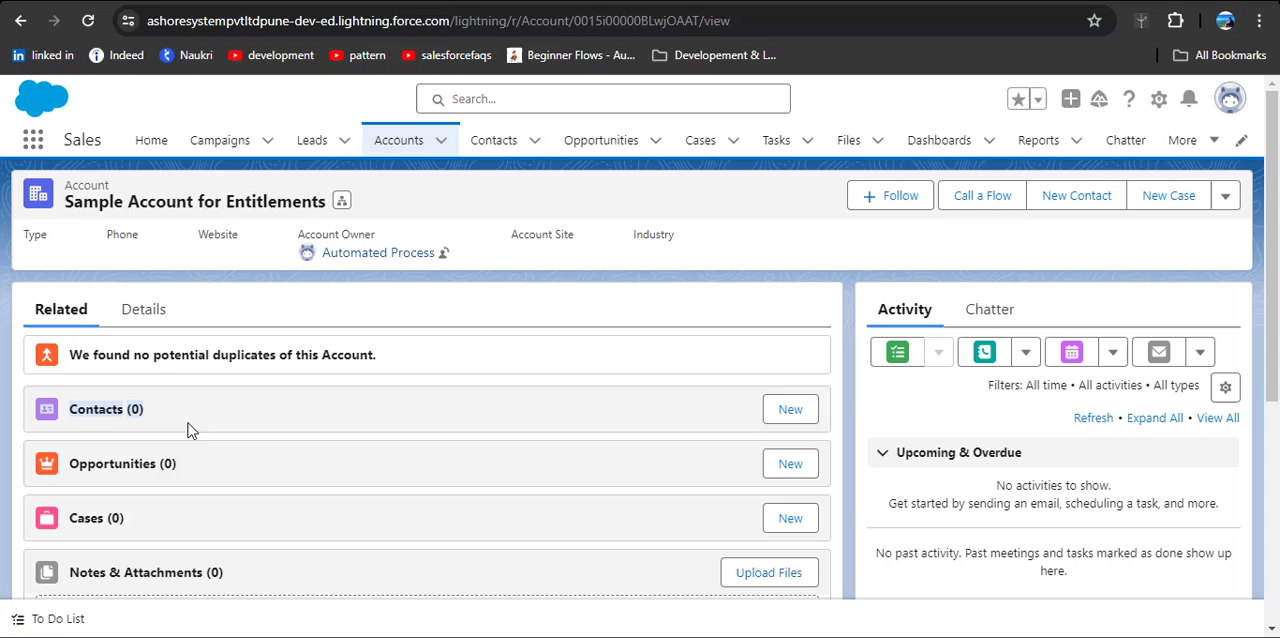 ashoresystempvtltdpune-dev-ed.lightning.force.com/lightning/r/Account/0015i00000BLwjOAAT/view
linked in Indeed Naukri development pattern salesforcefaqs Beginner Flows - Au... Developement & L... All Bookmarks
Search...
Sales Home Campaigns Leads Accounts Contacts Opportunities Cases Tasks Files Dashboards Reports Chatter More
Account
Sample Account for Entitlements
+ Follow Call a Flow New Contact New Case
Type Phone Website Account Owner Account Site Industry
Automated Process
Related Details
We found no potential duplicates of this Account.
Contacts (0) New
Opportunities (0) New
Cases (0) New
Notes & Attachments (0) Upload Files
Activity Chatter
Filters: All time • All activities • All types
Refresh • Expand All • View All
Upcoming & Overdue
No activities to show.
Get started by sending an email, scheduling a task, and more.
No past activity. Past meetings and tasks marked as done show up
here.
To Do List